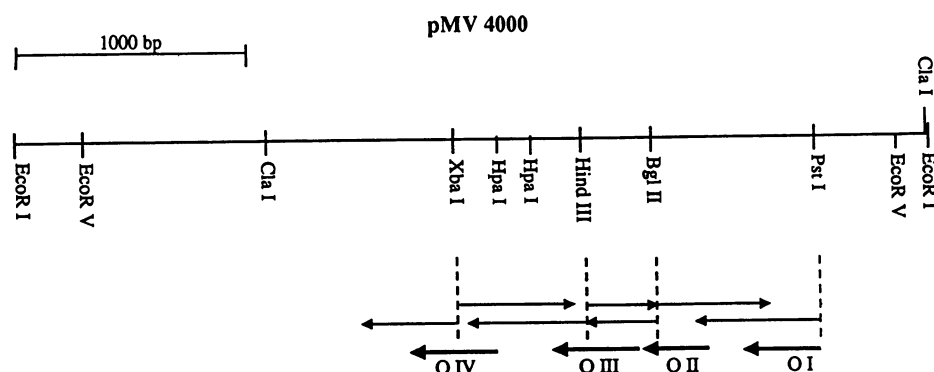 pMV 4000
1000 bp
Cla I
EcoR I
EcoR V
Cla I
Xba I
Hpa I
Hpa I
Hind III
Bgl II
Pst I
EcoR V
EcoR I
O IV
O III
O II
O I